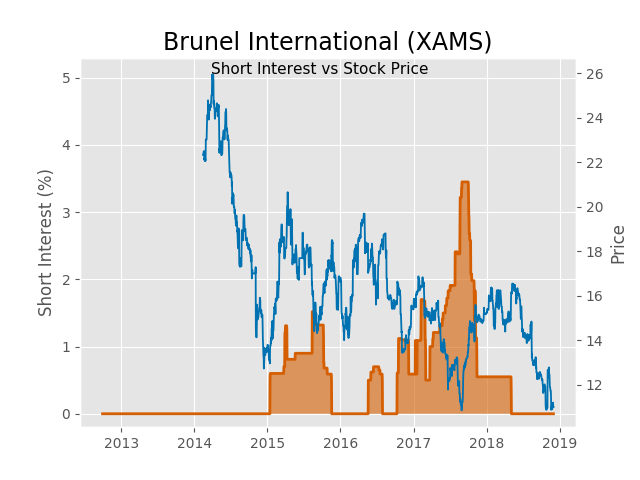 Brunel International (XAMS)
Short Interest vs Stock Price
Short Interest (%)
5
4
3
2
1
0
26
24
22
20
18
16
14
12
Price
2013 2014 2015 2016 2017 2018 2019